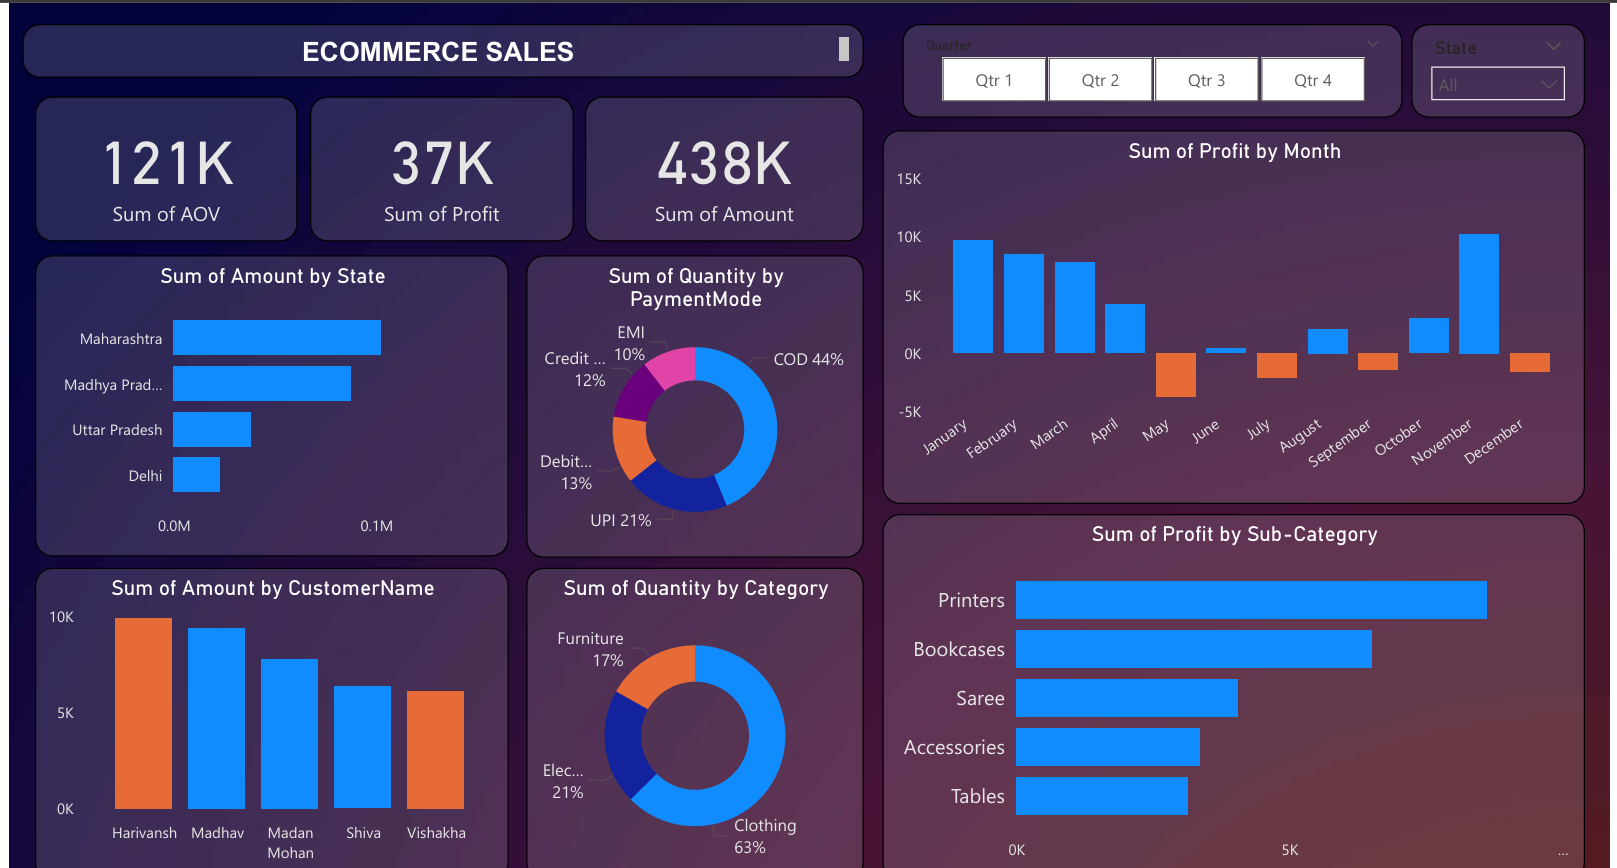 ECOMMERCE SALES
Quarter
Qtr 1
Qtr 2
Qtr 3
Qtr 4
State
All
121K
Sum of AOV
37K
Sum of Profit
438K
Sum of Amount
Sum of Profit by Month
15K
10K
5K
0K
-5K
January
February
March
April
May
June
July
August
September
October
November
December
Sum of Amount by State
Maharashtra
Madhya Prad...
Uttar Pradesh
Delhi
0.0M
0.1M
Sum of Quantity by
PaymentMode
EMI
10%
Credit ...
12%
COD 44%
Debit...
13%
UPI 21%
Sum of Profit by Sub-Category
Printers
Bookcases
Saree
Accessories
Tables
0K
5K
...
Sum of Amount by CustomerName
10K
5K
0K
Harivansh
Madhav
Madan
Mohan
Shiva
Vishakha
Sum of Quantity by Category
Furniture
17%
Elec...
21%
Clothing
63%